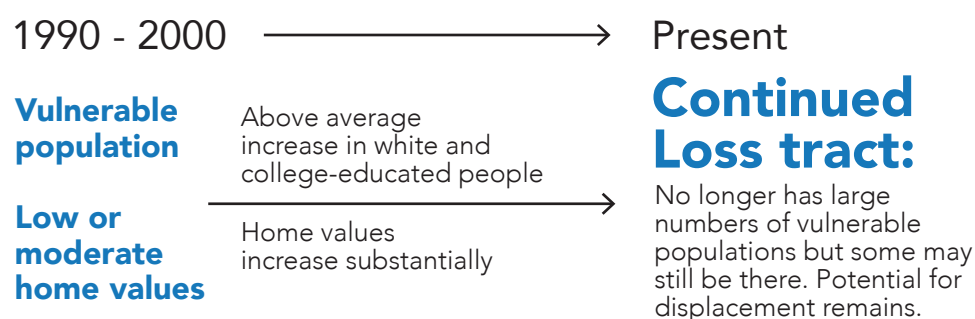 1990 - 2000
Present
Vulnerable
population
Low or
moderate
home values
Above average
increase in white and
college-educated people
Home values
increase substantially
Continued
Loss tract:
No longer has large
numbers of vulnerable
populations but some may
still be there. Potential for
displacement remains.